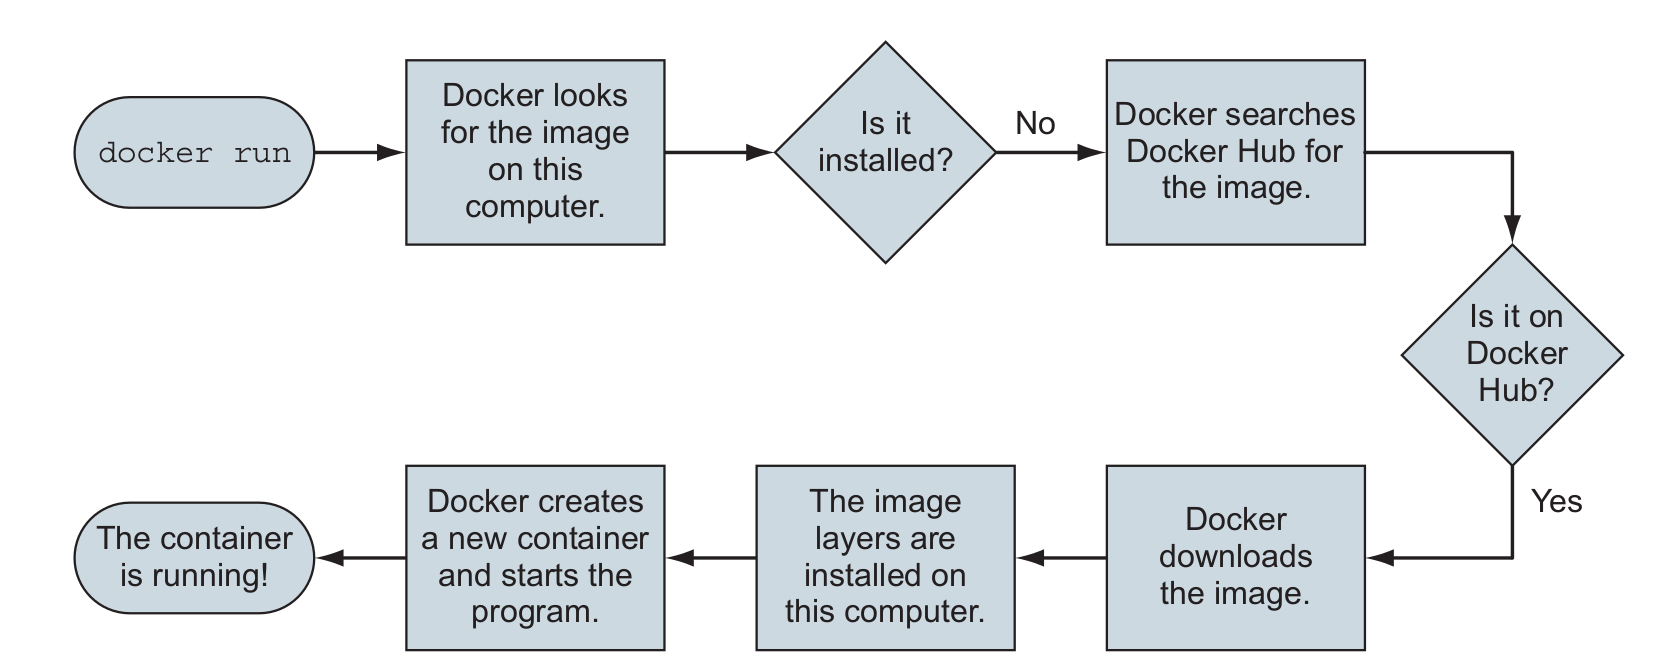 docker run
Docker looks
for the image
on this
computer.
Is it
installed?
No
Docker searches
Docker Hub for
the image.
Is it on
Docker
Hub?
Yes
Docker
downloads
the image.
The image
layers are
installed on
this computer.
Docker creates
a new container
and starts the
program.
The container
is running!